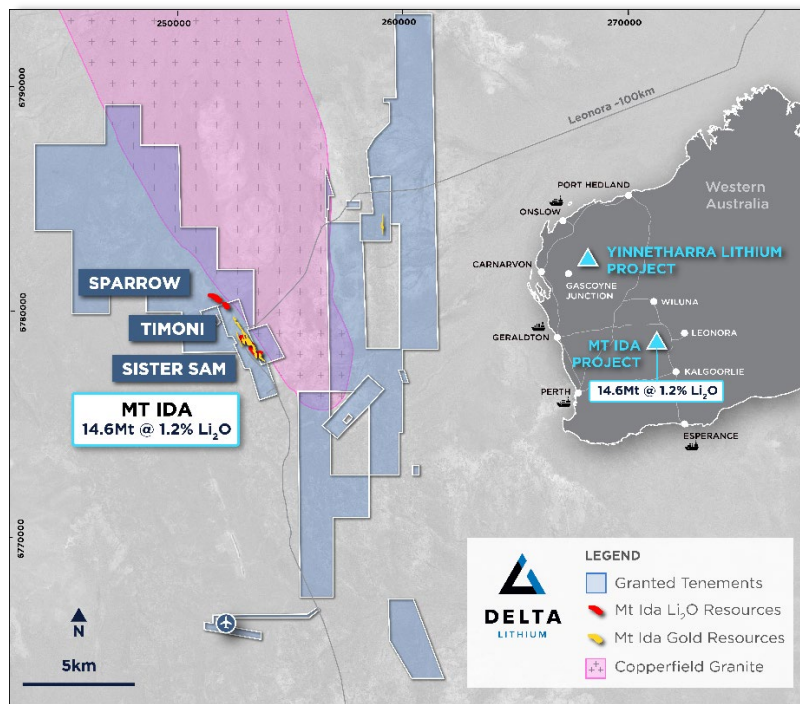 250000
260000
270000
6790000
6780000
6770000
Leonora ~100km
SPARROW
TIMONI
SISTER SAM
MT IDA
14.6Mt @ 1.2% Li₂O
Western
Australia
PORT HEDLAND
ONSLOW
YINNETHARRA LITHIUM
PROJECT
CARNARVON
GASCOYNE
JUNCTION
WILUNA
GERALDTON
LEONORA
MT IDA
PROJECT
KALGOORLIE
14.6Mt @ 1.2% Li₂O
PERTH
ESPERANCE
N
5km
DELTA
LITHIUM
LEGEND
Granted Tenements
Mt Ida Li₂O Resources
Mt Ida Gold Resources
Copperfield Granite